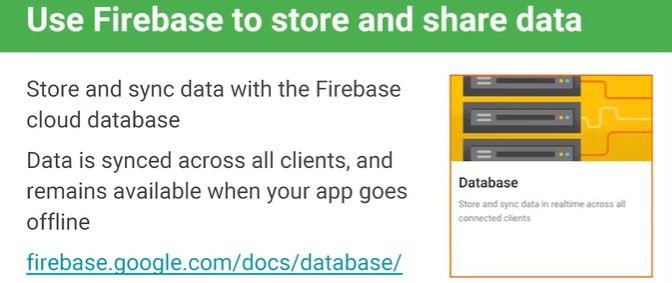 Use Firebase to store and share data
Store and sync data with the Firebase
cloud database
Data is synced across all clients, and
remains available when your app goes
offline
firebase.google.com/docs/database/
Database
Store and sync data in realtime across all
connected clients